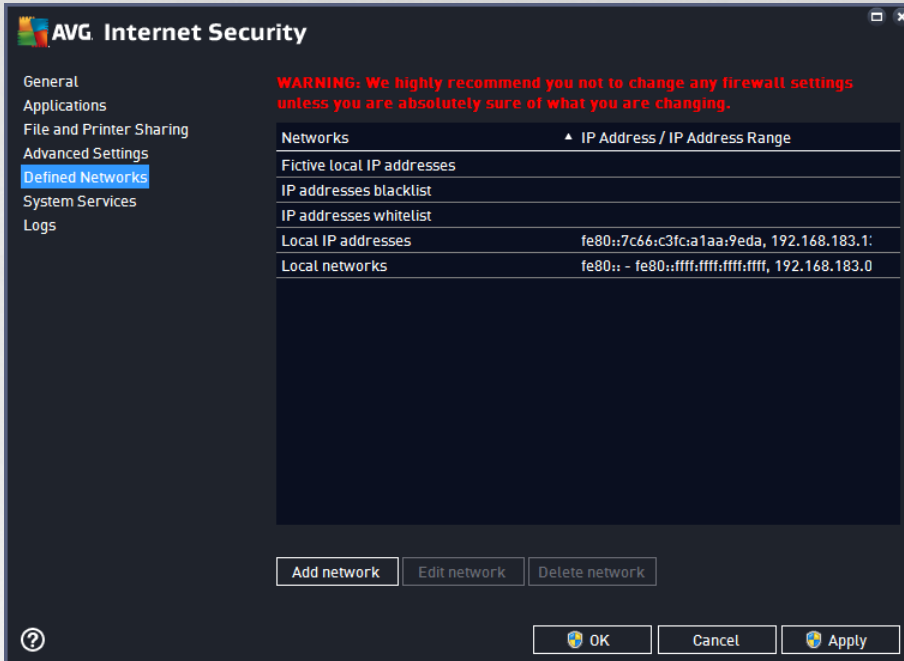 AVG. Internet Security
General
Applications
File and Printer Sharing
Advanced Settings
Defined Networks
System Services
Logs
WARNING: We highly recommend you not to change any firewall settings
unless you are absolutely sure of what you are changing.
Networks ▲ IP Address / IP Address Range
Fictive local IP addresses
IP addresses blacklist
IP addresses whitelist
Local IP addresses fe80::7c66:c3fc:a1aa:9eda, 192.168.183.1
Local networks fe80:: - fe80::ffff:ffff:ffff:ffff, 192.168.183.0
Add network Edit network Delete network
? OK Cancel Apply